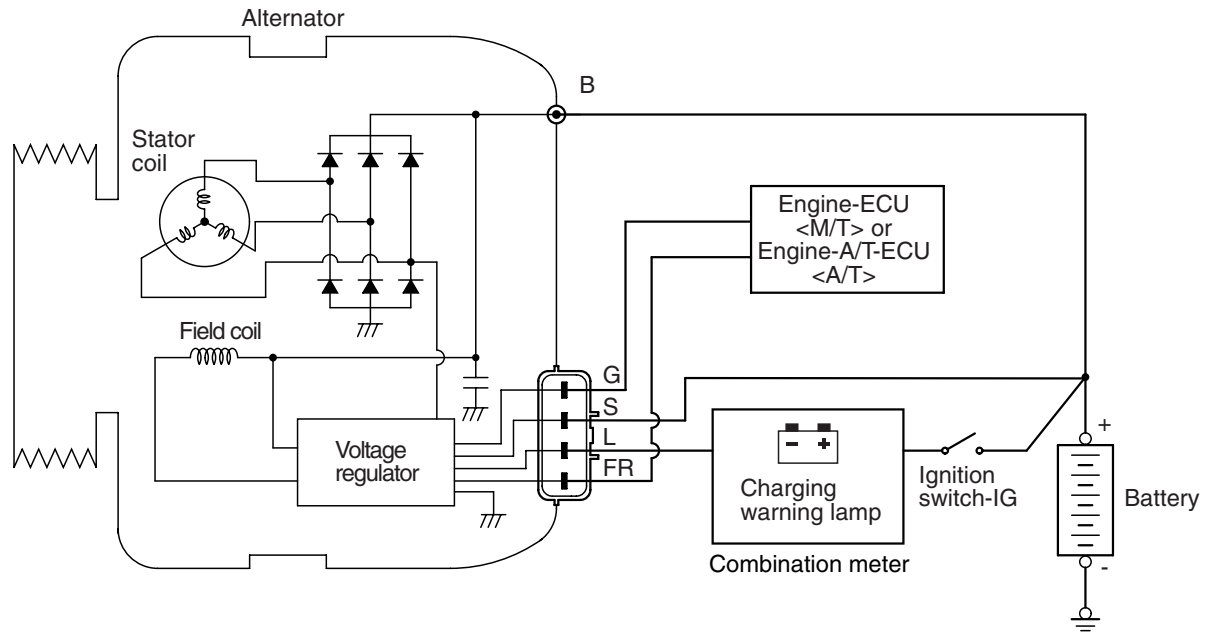 Alternator
B
Stator
coil
Engine-ECU
<M/T> or
Engine-A/T-ECU
<A/T>
Field coil
G
S
L
FR
Voltage
regulator
- +
Charging
warning lamp
Combination meter
Ignition
switch-IG
+
Battery
-